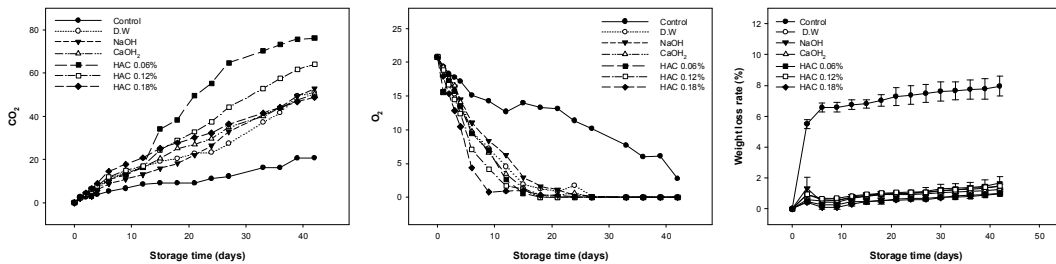 Control
D.W
NaOH
CaOH2
HAC 0.06%
HAC 0.12%
HAC 0.18%
80
60
40
20
0
CO2
0 10 20 30 40
Storage time (days)
Control
D.W
NaOH
CaOH2
HAC 0.06%
HAC 0.12%
HAC 0.18%
25
20
15
10
5
0
O2
0 10 20 30 40
Storage time (days)
Control
D.W
NaOH
CaOH2
HAC 0.06%
HAC 0.12%
HAC 0.18%
10
8
6
4
2
0
Weight loss rate (%)
0 10 20 30 40 50
Storage time (days)